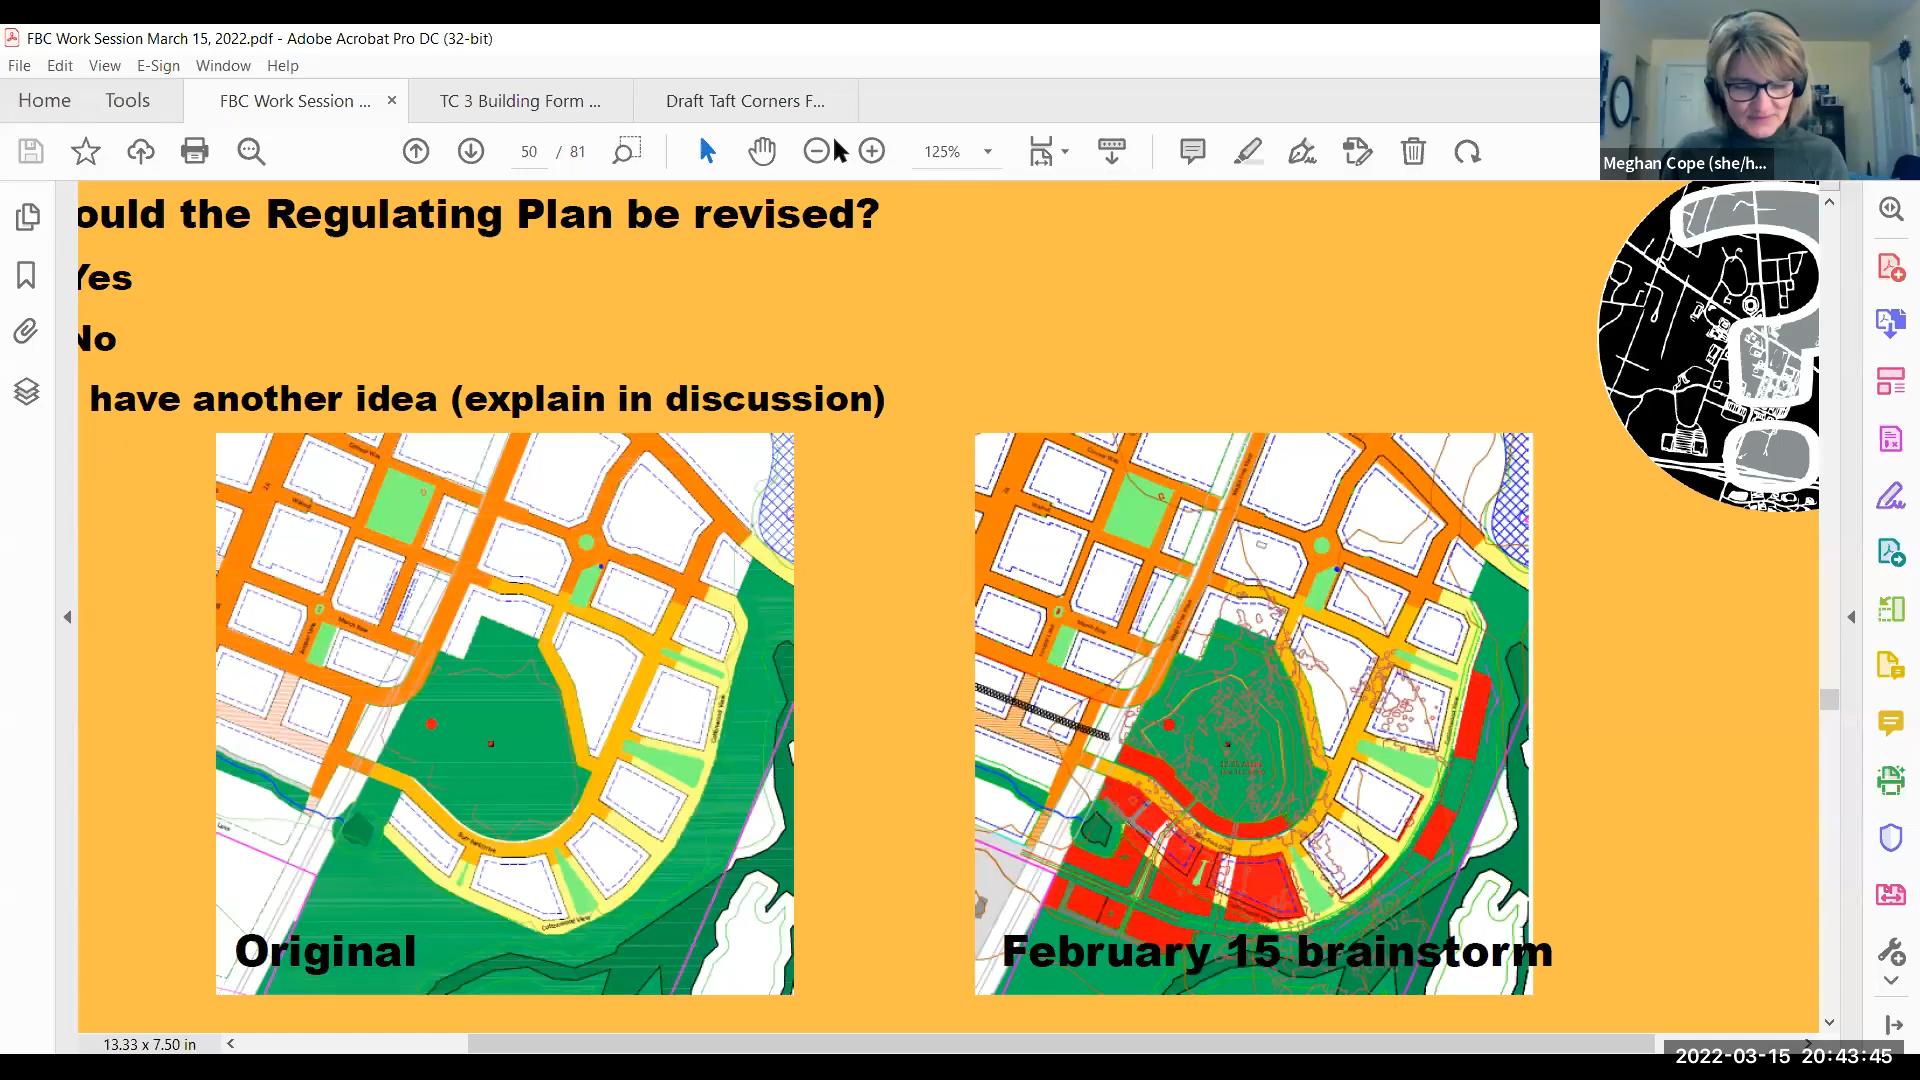 FBC Work Session March 15, 2022.pdf - Adobe Acrobat Pro DC (32-bit)
File Edit View E-Sign Window Help
Home Tools FBC Work Session ... × TC 3 Building Form ... Draft Taft Corners F...
50 / 81 125%
Meghan Cope (she/h...
ould the Regulating Plan be revised?
Yes
No
have another idea (explain in discussion)
Original
February 15 brainstorm
13.33 x 7.50 in
2022-03-15 20:43:45